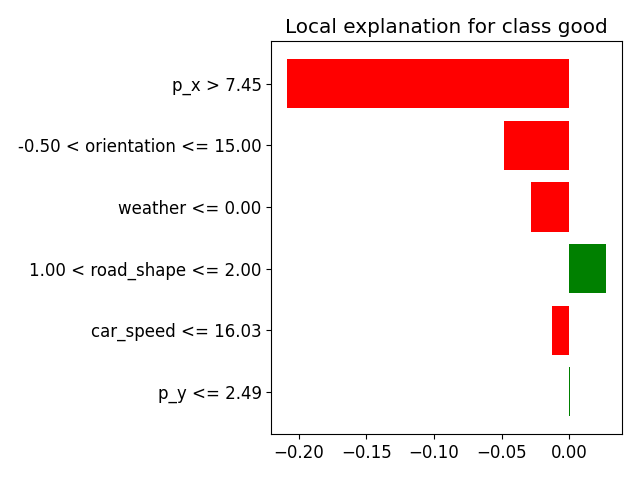 Local explanation for class good
p_x > 7.45
-0.50 < orientation <= 15.00
weather <= 0.00
1.00 < road_shape <= 2.00
car_speed <= 16.03
p_y <= 2.49
−0.20 −0.15 −0.10 −0.05 0.00